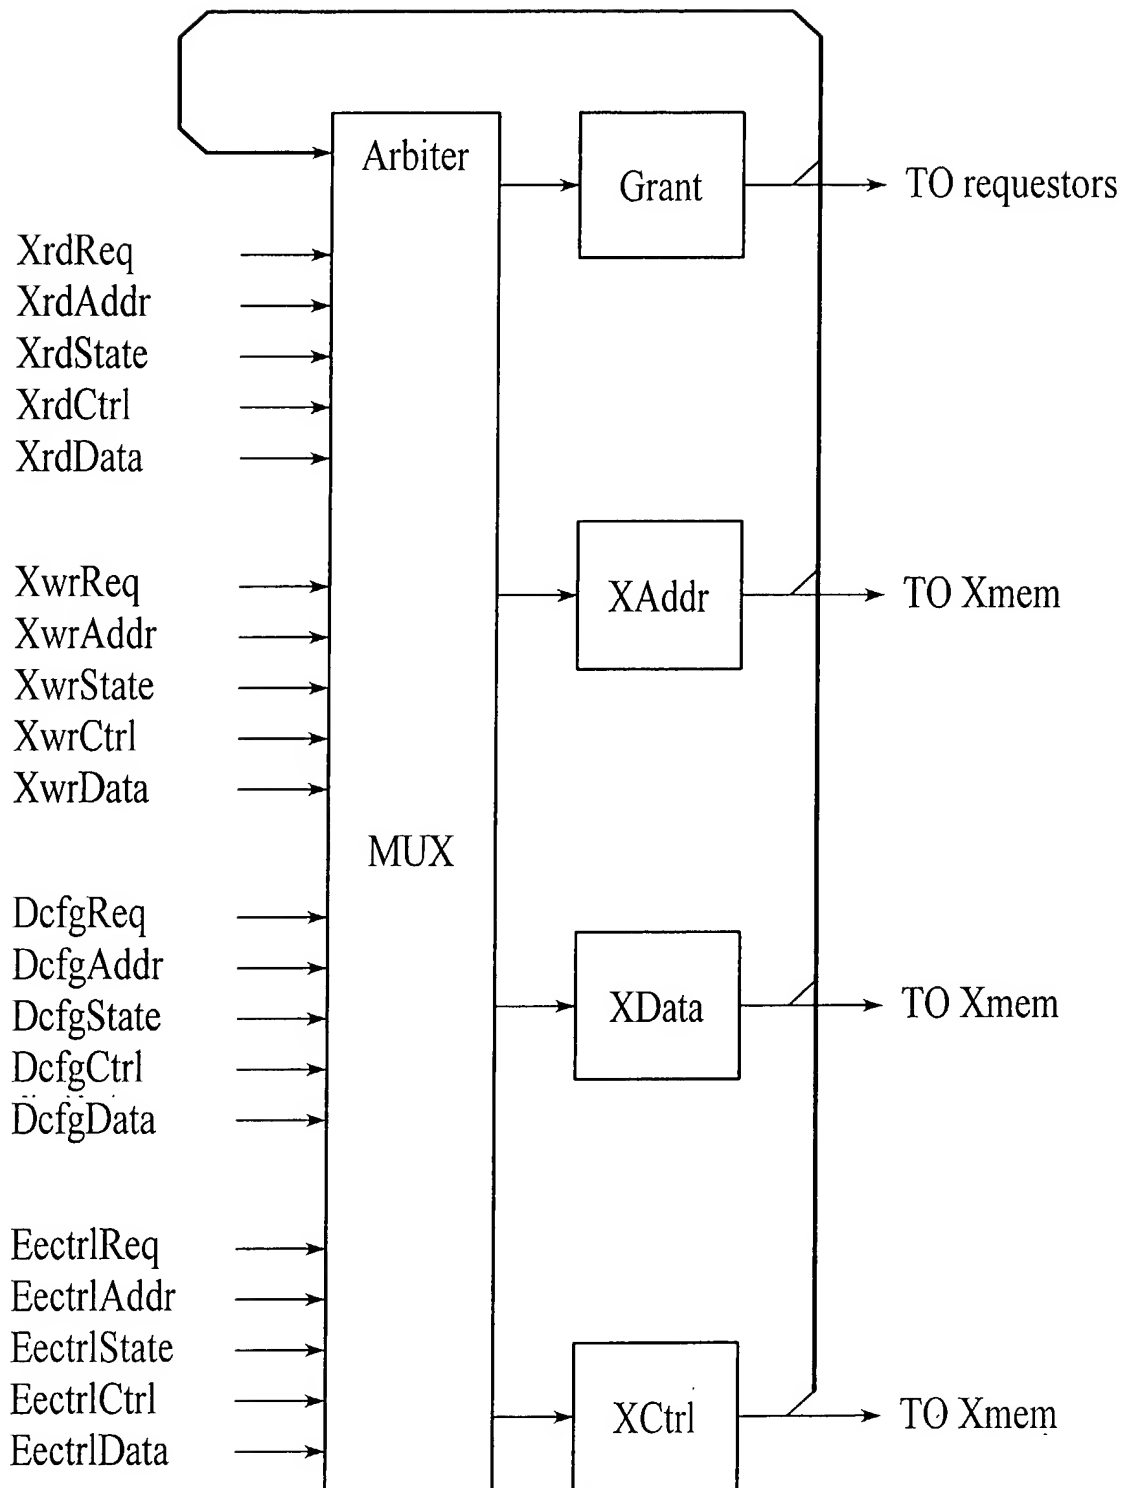 Arbiter
Grant
TO requestors
XrdReq
XrdAddr
XrdState
XrdCtrl
XrdData
XwrReq
XwrAddr
XwrState
XwrCtrl
XwrData
XAddr
TO Xmem
MUX
DcfgReq
DcfgAddr
DcfgState
DcfgCtrl
DcfgData
XData
TO Xmem
EectrlReq
EectrlAddr
EectrlState
EectrlCtrl
EectrlData
XCtrl
TO Xmem